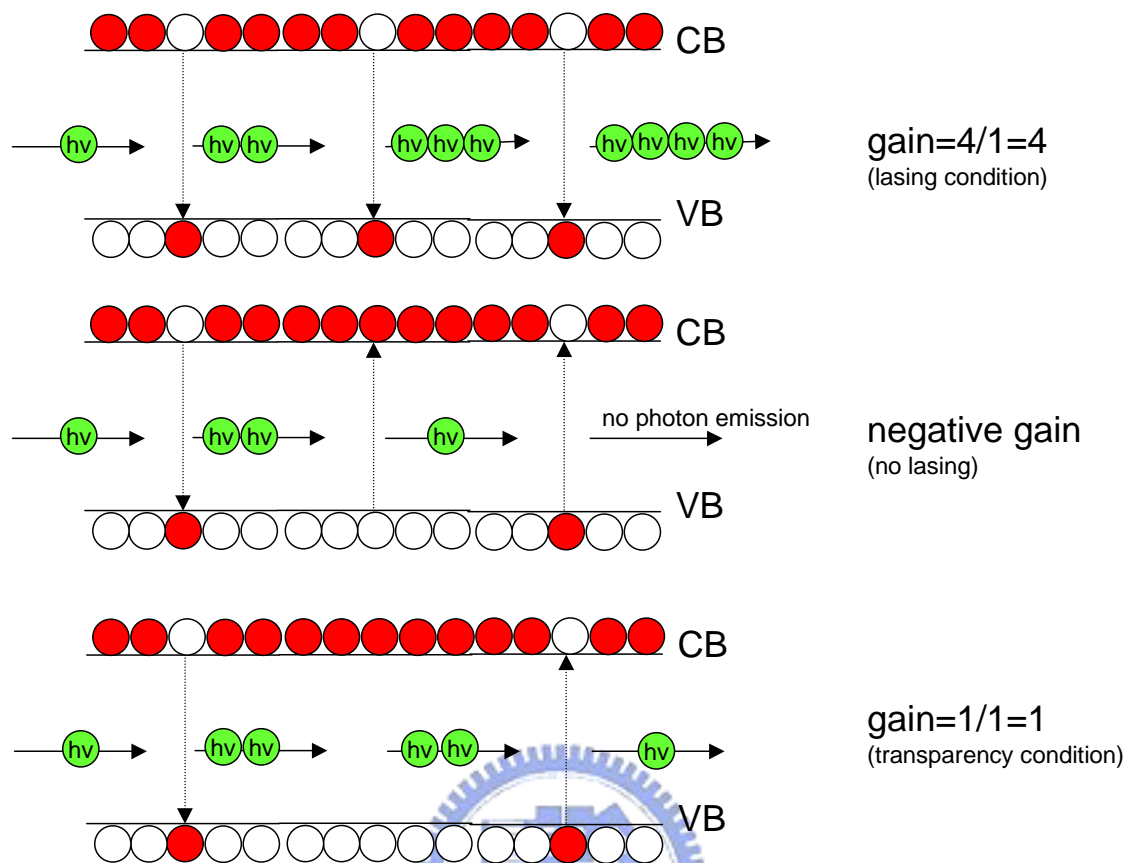 CB
hv hv hv hv hv hv hv hv hv hv
gain=4/1=4
(lasing condition)
VB
CB
hv hv hv hv no photon emission
negative gain
(no lasing)
VB
CB
hv hv hv hv hv hv
gain=1/1=1
(transparency condition)
VB